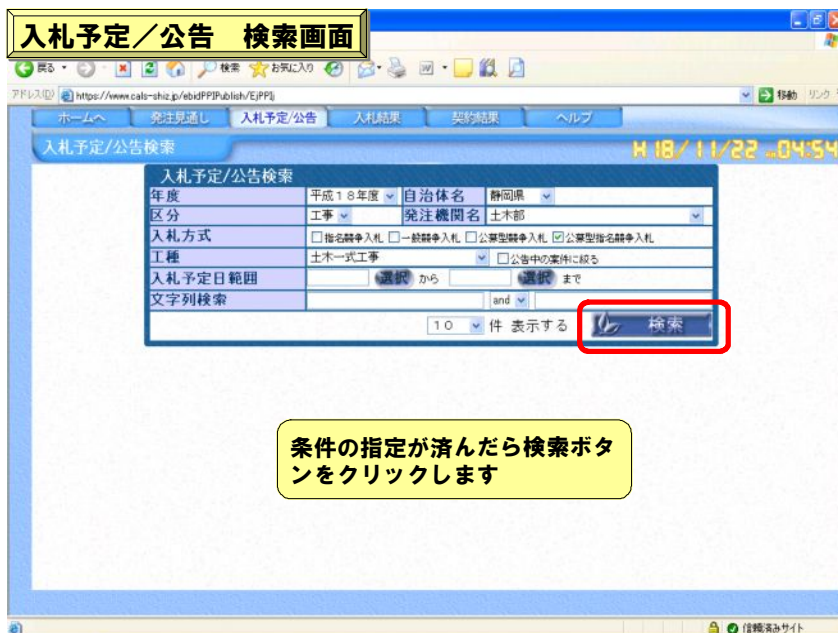 入札予定／公告　検索画面
戻る 検索 お気に入り
アドレス(D) https://www.cals-shiz.jp/ebidPPIPublish/EjPPIj 移動 リンク
ホームへ 発注見通し 入札予定/公告 入札結果 契約結果 ヘルプ
入札予定/公告検索 H 18/11/22 04:54
入札予定/公告検索
年度 平成１８年度 自治体名 静岡県
区分 工事 発注機関名 土木部
入札方式 指名競争入札 一般競争入札 公募型競争入札 公募型指名競争入札
工種 土木一式工事 公告中の案件に絞る
入札予定日範囲 選択 から 選択 まで
文字列検索 and
１０ 件 表示する 検索
条件の指定が済んだら検索ボタ
ンをクリックします
信頼済みサイト